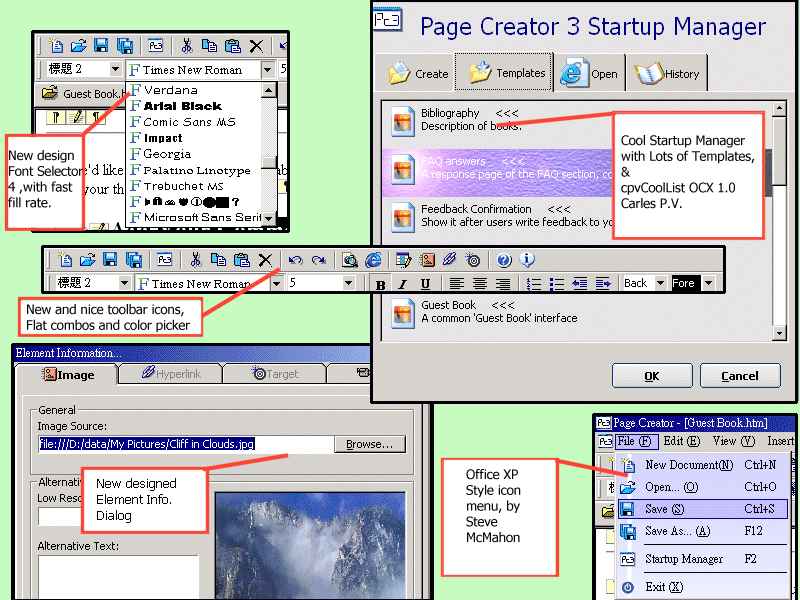 標題 2
Times New Roman
5
Guest Book.h
Verdana
Arial Black
Comic Sans MS
Impact
Georgia
Palatino Linotype
Trebuchet MS
?
Microsoft Sans Serif
'd like
your th
New design
Font Selector
4 ,with fast
fill rate.
Pc3
Page Creator 3 Startup Manager
Create
Templates
Open
History
Bibliography <<<
Description of books.
FAQ answers <<<
A response page of the FAQ section, co
Feedback Confirmation <<<
Show it after users write feedback to yo
Cool Startup Manager
with Lots of Templates,
&
cpvCoolList OCX 1.0
Carles P.V.
標題 2
Times New Roman
5
B I U
Back
Fore
New and nice toolbar icons,
Flat combos and color picker
Guest Book <<<
A common 'Guest Book' interface
OK
Cancel
Element Information...
Image
Hyperlink
Target
General
Image Source:
file:///D:/data/My Pictures/Cliff in Clouds.jpg
Browse...
Alternativ
Low Reso
Alternative Text:
New designed
Element Info.
Dialog
Office XP
Style icon
menu, by
Steve
McMahon
Pc3 Page Creator - [Guest Book.htm]
Pc3 File (F) Edit (E) View (V) Insert
New Document(N) Ctrl+N
Open... (O) Ctrl+O
Save (S) Ctrl+S
Save As... (A) F12
Pc3 Startup Manager F2
Exit (X)